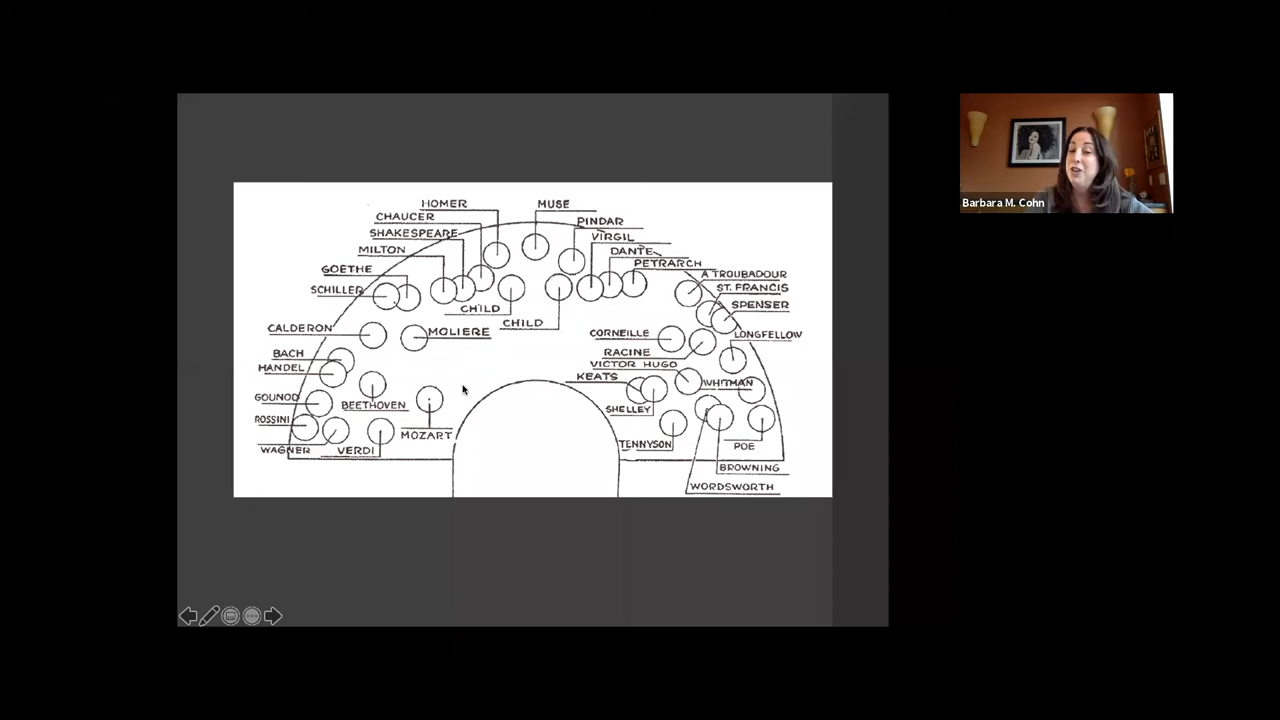 HOMER
MUSE
CHAUCER
PINDAR
SHAKESPEARE
VIRGIL
MILTON
DANTE
PETRARCH
GOETHE
A TROUBADOUR
SCHILLER
ST. FRANCIS
CHILD
SPENSER
CHILD
CALDERON
MOLIERE
CORNEILLE
LONGFELLOW
BACH
RACINE
HANDEL
VICTOR HUGO
KEATS
WHITMAN
GOUNOD
BEETHOVEN
SHELLEY
ROSSINI
MOZART
WAGNER
VERDI
TENNYSON
POE
BROWNING
WORDSWORTH
Barbara M. Cohn